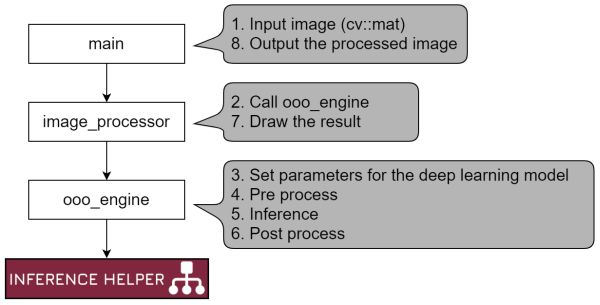 main
1. Input image (cv::mat)
8. Output the processed image
image_processor
2. Call ooo_engine
7. Draw the result
ooo_engine
3. Set parameters for the deep learning model
4. Pre process
5. Inference
6. Post process
INFERENCE HELPER